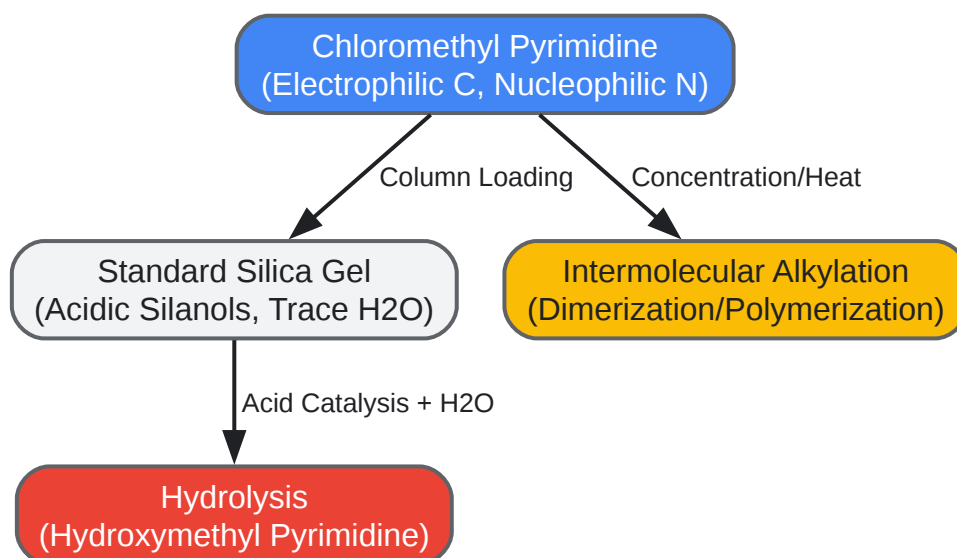 Chloromethyl Pyrimidine
(Electrophilic C, Nucleophilic N)
Column Loading
Concentration/Heat
Standard Silica Gel
(Acidic Silanols, Trace H2O)
Intermolecular Alkylation
(Dimerization/Polymerization)
Acid Catalysis + H2O
Hydrolysis
(Hydroxymethyl Pyrimidine)